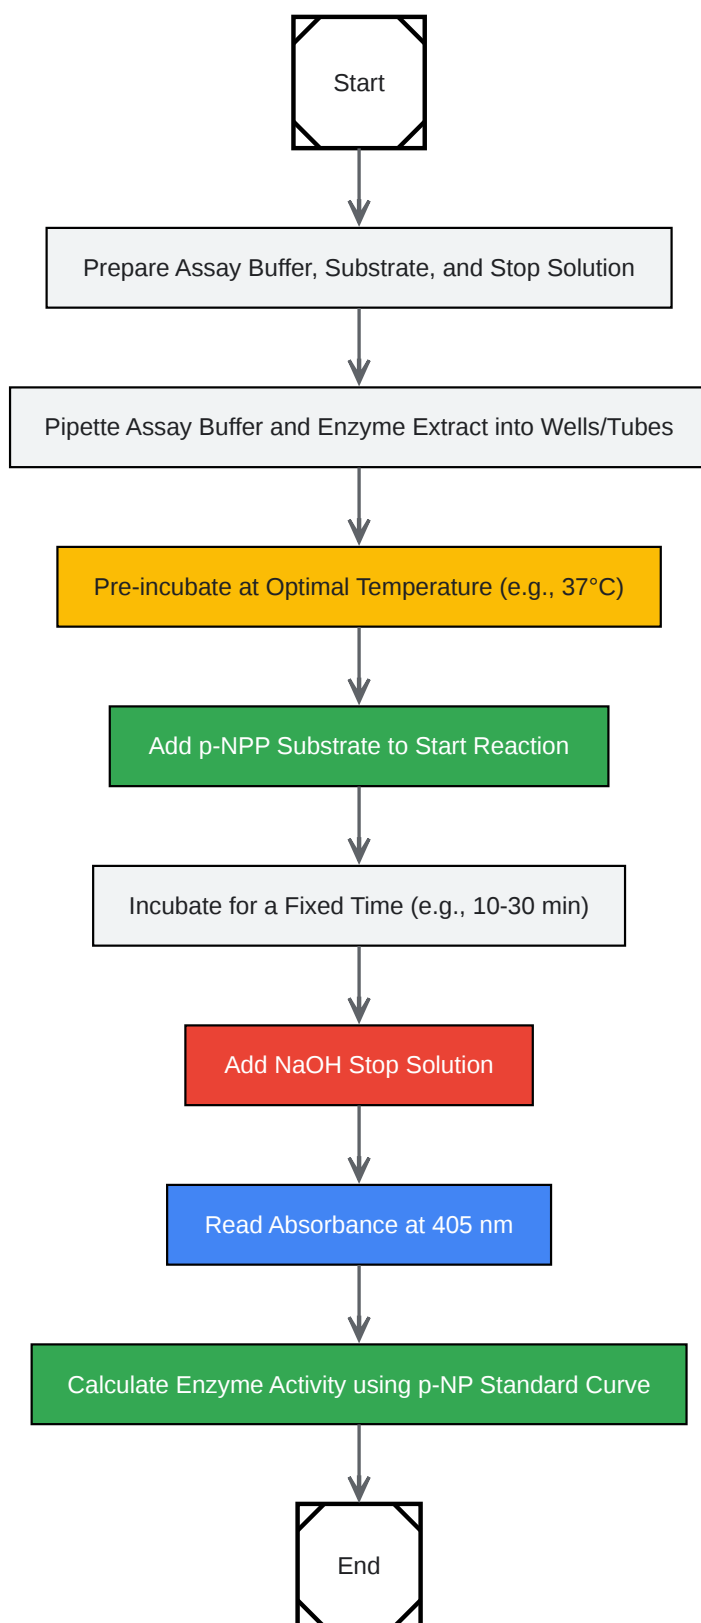 Start
Prepare Assay Buffer, Substrate, and Stop Solution
Pipette Assay Buffer and Enzyme Extract into Wells/Tubes
Pre-incubate at Optimal Temperature (e.g., 37°C)
Add p-NPP Substrate to Start Reaction
Incubate for a Fixed Time (e.g., 10-30 min)
Add NaOH Stop Solution
Read Absorbance at 405 nm
Calculate Enzyme Activity using p-NP Standard Curve
End